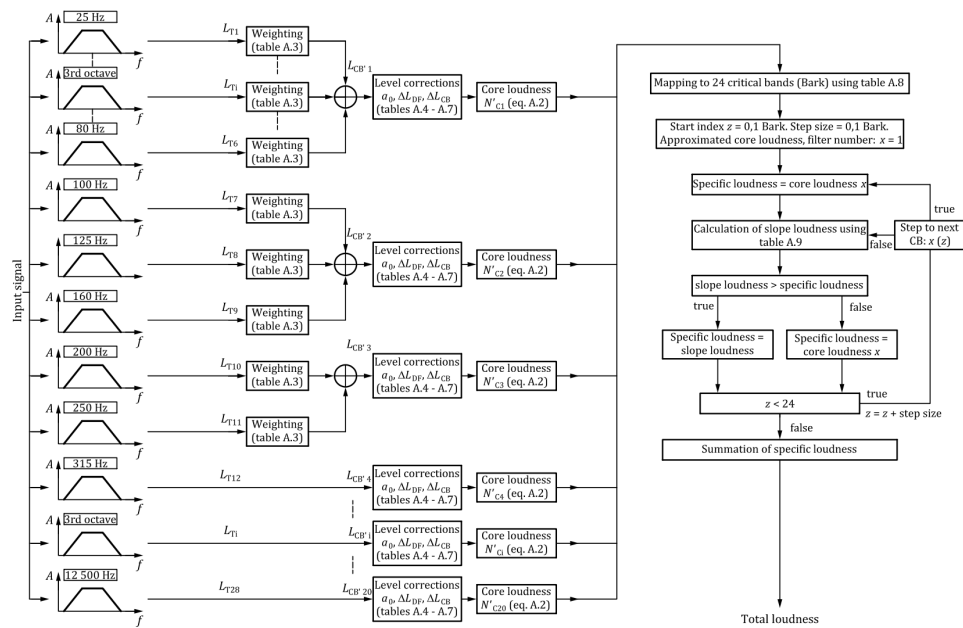 Input signal
A
25 Hz
f
L_T1
Weighting
(table A.3)
A
3rd octave
f
L_Ti
Weighting
(table A.3)
A
80 Hz
f
L_T6
Weighting
(table A.3)
L_CB' 1
Level corrections
a_0, ΔL_DF, ΔL_CB
(tables A.4 - A.7)
Core loudness
N'_C1 (eq. A.2)
A
100 Hz
f
L_T7
Weighting
(table A.3)
A
125 Hz
f
L_T8
Weighting
(table A.3)
A
160 Hz
f
L_T9
Weighting
(table A.3)
L_CB' 2
Level corrections
a_0, ΔL_DF, ΔL_CB
(tables A.4 - A.7)
Core loudness
N'_C2 (eq. A.2)
A
200 Hz
f
L_T10
Weighting
(table A.3)
A
250 Hz
f
L_T11
Weighting
(table A.3)
L_CB' 3
Level corrections
a_0, ΔL_DF, ΔL_CB
(tables A.4 - A.7)
Core loudness
N'_C3 (eq. A.2)
A
315 Hz
f
L_T12
L_CB' 4
Level corrections
a_0, ΔL_DF, ΔL_CB
(tables A.4 - A.7)
Core loudness
N'_C4 (eq. A.2)
A
3rd octave
f
L_Ti
L_CB' i
Level corrections
a_0, ΔL_DF, ΔL_CB
(tables A.4 - A.7)
Core loudness
N'_Ci (eq. A.2)
A
12 500 Hz
f
L_T28
L_CB' 20
Level corrections
a_0, ΔL_DF, ΔL_CB
(tables A.4 - A.7)
Core loudness
N'_C20 (eq. A.2)
Mapping to 24 critical bands (Bark) using table A.8
Start index z = 0,1 Bark. Step size = 0,1 Bark.
Approximated core loudness, filter number: x = 1
Specific loudness = core loudness x
true
Step to next
CB: x (z)
false
Calculation of slope loudness using
table A.9
slope loudness > specific loudness
true
false
Specific loudness =
slope loudness
Specific loudness =
core loudness x
z < 24
true
z = z + step size
false
Summation of specific loudness
Total loudness